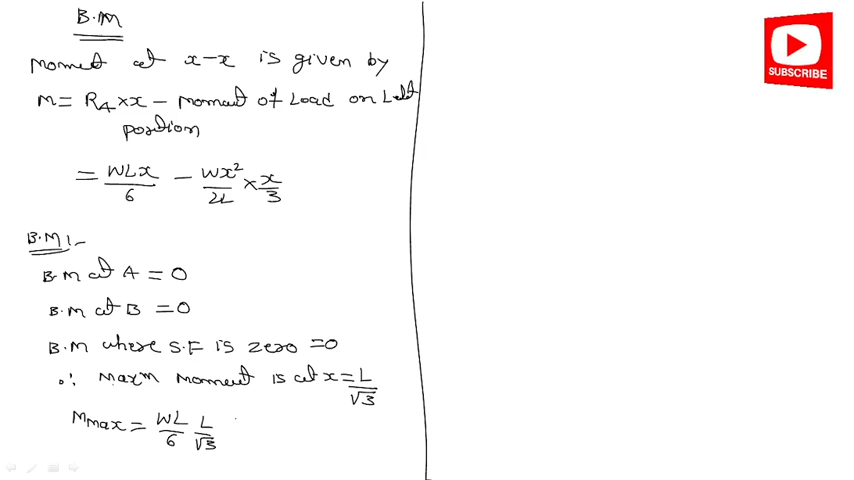 B.M
Moment at x-x is given by
M = RA × x - moment of Load on Left
portion
= WLx/6 - Wx²/2L × x/3
B.M :-
B.M at A = 0
B.M at B = 0
B.M where S.F is zero = 0
∴ Maxm moment is at x = L/√3
Mmax = WL/6 L/√3
SUBSCRIBE